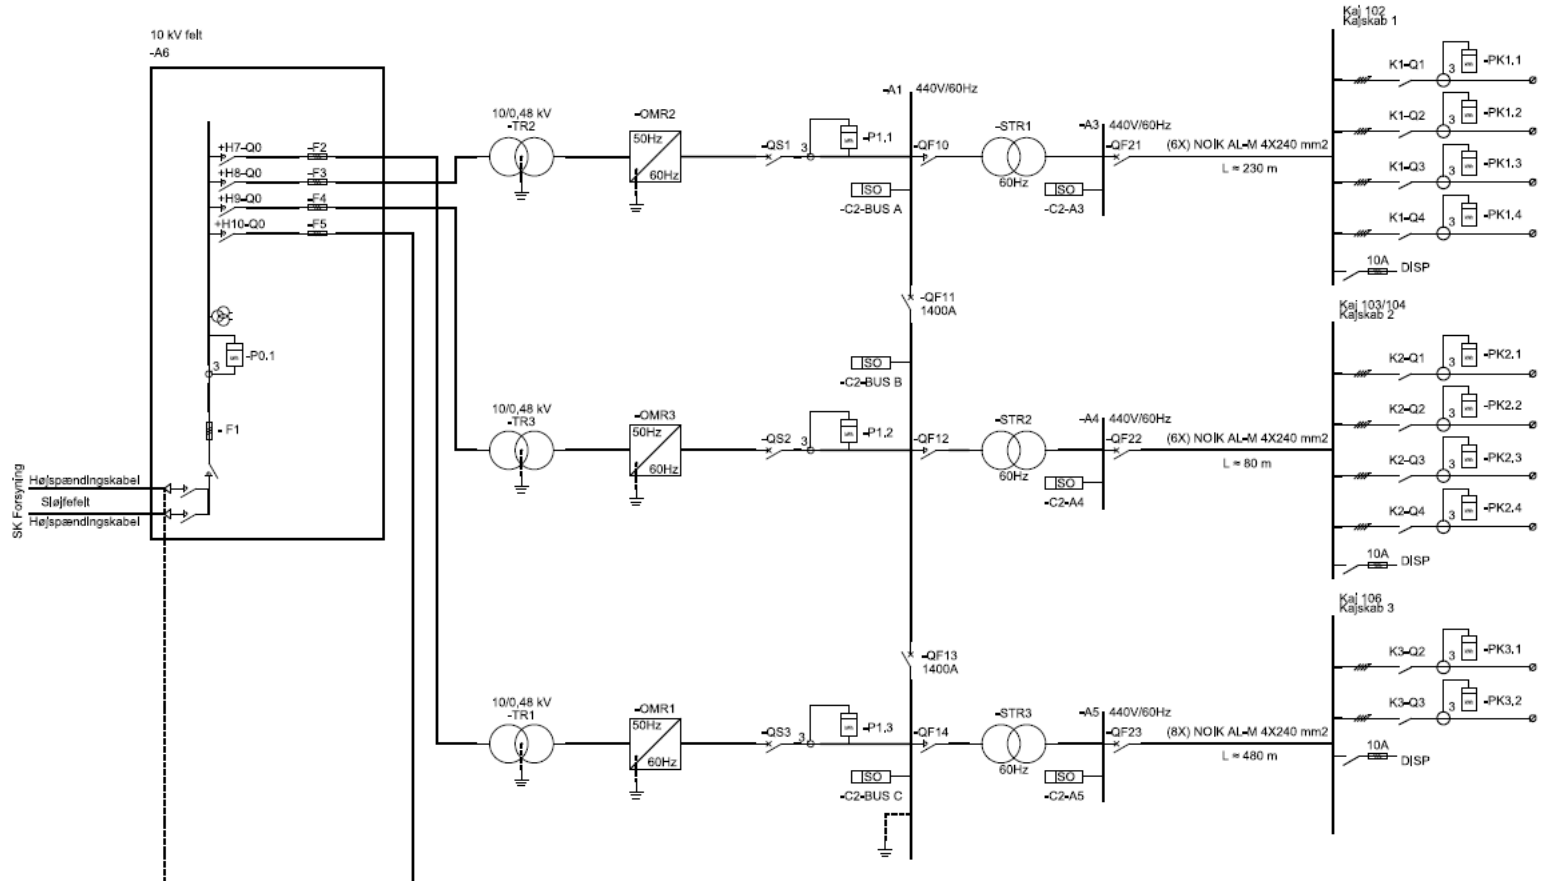 10 kV felt
-A6
+H7-Q0
-F2
+H8-Q0
-F3
+H9-Q0
-F4
+H10-Q0
-F5
3
-P0.1
- F1
SK Forsyning
Højspændingskabel
Sløjfefelt
Højspændingskabel
10/0,48 kV
-TR2
-OMR2
50Hz
60Hz
-QS1
3
-P1.1
-A1
440V/60Hz
-QF10
ISO
-C2-BUS A
-STR1
60Hz
-A3
440V/60Hz
-QF21
ISO
-C2-A3
(6X) NOIK AL-M 4X240 mm2
L ≈ 230 m
-QF11
1400A
ISO
-C2-BUS B
10/0,48 kV
-TR3
-OMR3
50Hz
60Hz
-QS2
3
-P1.2
-QF12
-STR2
60Hz
-A4
440V/60Hz
-QF22
ISO
-C2-A4
(6X) NOIK AL-M 4X240 mm2
L ≈ 80 m
-QF13
1400A
10/0,48 kV
-TR1
-OMR1
50Hz
60Hz
-QS3
3
-P1.3
-QF14
ISO
-C2-BUS C
-STR3
60Hz
-A5
440V/60Hz
-QF23
ISO
-C2-A5
(8X) NOIK AL-M 4X240 mm2
L ≈ 480 m
Kaj 102
Kajskab 1
K1-Q1
3
-PK1.1
K1-Q2
3
-PK1.2
K1-Q3
3
-PK1.3
K1-Q4
3
-PK1.4
10A
DISP
Kaj 103/104
Kajskab 2
K2-Q1
3
-PK2.1
K2-Q2
3
-PK2.2
K2-Q3
3
-PK2.3
K2-Q4
3
-PK2.4
10A
DISP
Kaj 106
Kajskab 3
K3-Q2
3
-PK3.1
K3-Q3
3
-PK3.2
10A
DISP